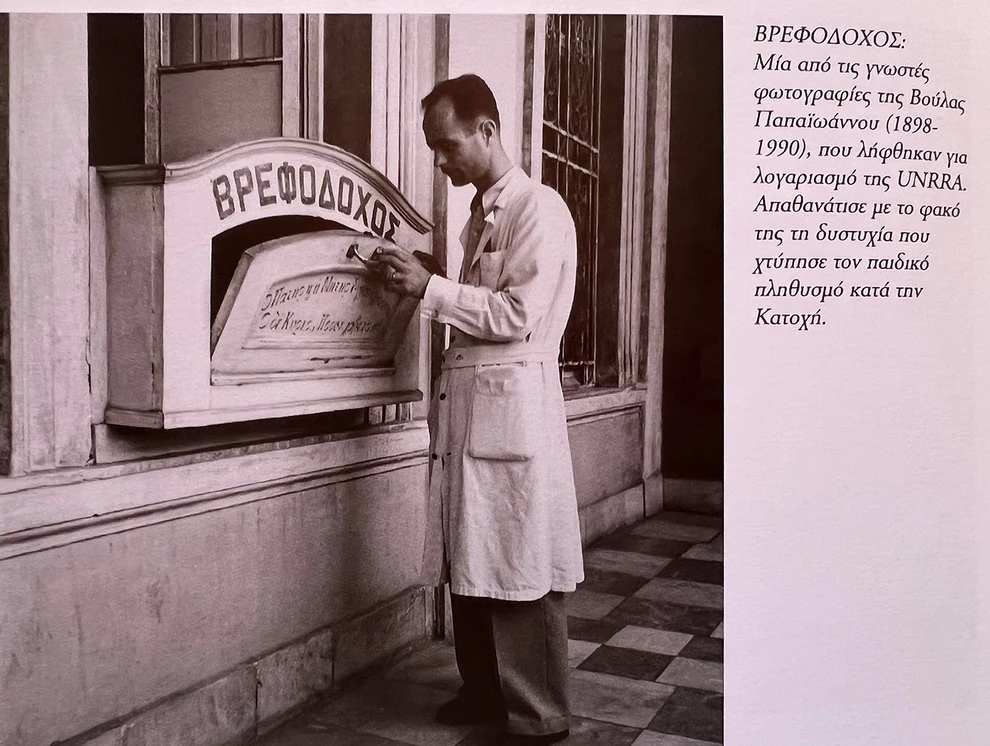 ΒΡΕΦΟΔΟΧΟΣ
ΒΡΕΦΟΔΟΧΟΣ:
Μία από τις γνωστές
φωτογραφίες της Βούλας
Παπαϊωάννου (1898-
1990), που λήφθηκαν για
λογαριασμό της UNRRA.
Απαθανάτισε με το φακό
της τη δυστυχία που
χτύπησε τον παιδικό
πληθυσμό κατά την
Κατοχή.